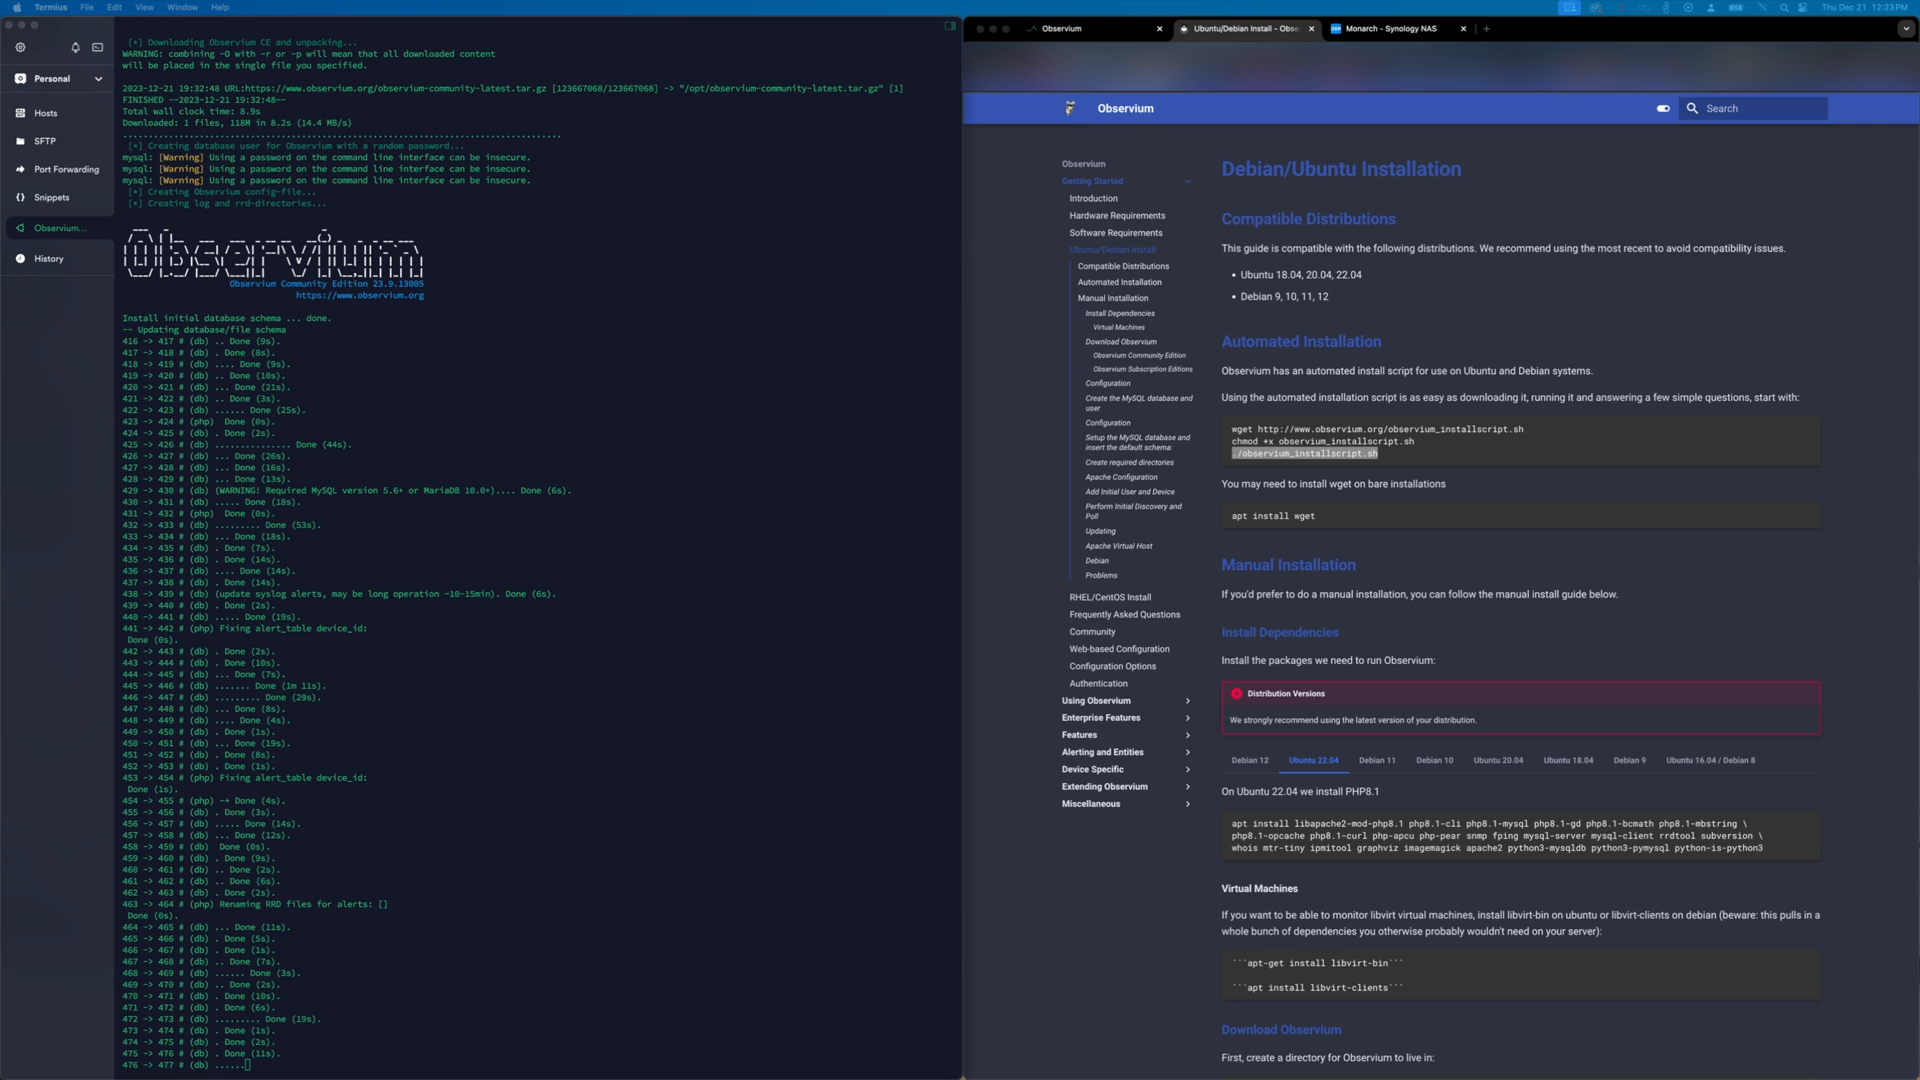 Termius File Edit View Window Help
Thu Dec 21 12:23PM
Personal
Hosts
SFTP
Port Forwarding
Snippets
Observium...
History
[*] Downloading Observium CE and unpacking...
WARNING: combining -O with -r or -p will mean that all downloaded content
will be placed in the single file you specified.
2023-12-21 19:32:48 URL:https://www.observium.org/observium-community-latest.tar.gz [123667068/123667068] -> "/opt/observium-community-latest.tar.gz" [1]
FINISHED --2023-12-21 19:32:48--
Total wall clock time: 8.9s
Downloaded: 1 files, 118M in 8.2s (14.4 MB/s)
[*] Creating database user for Observium with a random password...
mysql: [Warning] Using a password on the command line interface can be insecure.
mysql: [Warning] Using a password on the command line interface can be insecure.
mysql: [Warning] Using a password on the command line interface can be insecure.
[*] Creating Observium config-file...
[*] Creating log and rrd-directories...
Observium
Observium Community Edition 23.9.13005
https://www.observium.org
Install initial database schema ... done.
-- Updating database/file schema
416 -> 417 # (db) .. Done (9s).
417 -> 418 # (db) . Done (8s).
418 -> 419 # (db) .... Done (9s).
419 -> 420 # (db) .. Done (10s).
420 -> 421 # (db) ... Done (21s).
421 -> 422 # (db) .. Done (3s).
422 -> 423 # (db) ...... Done (25s).
423 -> 424 # (php)  Done (0s).
424 -> 425 # (db) . Done (2s).
425 -> 426 # (db) ............... Done (44s).
426 -> 427 # (db) ... Done (26s).
427 -> 428 # (db) ... Done (16s).
428 -> 429 # (db) ... Done (13s).
429 -> 430 # (db) (WARNING! Required MySQL version 5.6+ or MariaDB 10.0+).... Done (6s).
430 -> 431 # (db) ..... Done (18s).
431 -> 432 # (php)  Done (0s).
432 -> 433 # (db) ......... Done (53s).
433 -> 434 # (db) ... Done (18s).
434 -> 435 # (db) . Done (7s).
435 -> 436 # (db) . Done (14s).
436 -> 437 # (db) .... Done (14s).
437 -> 438 # (db) . Done (14s).
438 -> 439 # (db) (update syslog alerts, may be long operation ~10-15min). Done (6s).
439 -> 440 # (db) . Done (2s).
440 -> 441 # (db) ..... Done (19s).
441 -> 442 # (php) Fixing alert_table device_id:
Done (0s).
442 -> 443 # (db) . Done (2s).
443 -> 444 # (db) . Done (10s).
444 -> 445 # (db) ... Done (7s).
445 -> 446 # (db) ....... Done (1m 11s).
446 -> 447 # (db) ......... Done (29s).
447 -> 448 # (db) ... Done (8s).
448 -> 449 # (db) .... Done (4s).
449 -> 450 # (db) . Done (1s).
450 -> 451 # (db) ... Done (19s).
451 -> 452 # (db) . Done (8s).
452 -> 453 # (db) . Done (1s).
453 -> 454 # (php) Fixing alert_table device_id:
Done (1s).
454 -> 455 # (php) -+ Done (4s).
455 -> 456 # (db) . Done (3s).
456 -> 457 # (db) ..... Done (14s).
457 -> 458 # (db) ... Done (12s).
458 -> 459 # (db)  Done (0s).
459 -> 460 # (db) . Done (9s).
460 -> 461 # (db) .. Done (2s).
461 -> 462 # (db) .. Done (6s).
462 -> 463 # (db) . Done (2s).
463 -> 464 # (php) Renaming RRD files for alerts: []
Done (0s).
464 -> 465 # (db) ... Done (11s).
465 -> 466 # (db) . Done (5s).
466 -> 467 # (db) . Done (1s).
467 -> 468 # (db) .. Done (7s).
468 -> 469 # (db) ...... Done (3s).
469 -> 470 # (db) .. Done (2s).
470 -> 471 # (db) . Done (10s).
471 -> 472 # (db) . Done (6s).
472 -> 473 # (db) ......... Done (19s).
473 -> 474 # (db) . Done (1s).
474 -> 475 # (db) . Done (2s).
475 -> 476 # (db) . Done (11s).
476 -> 477 # (db) ......
Observium
Ubuntu/Debian Install - Obse
Monarch - Synology NAS
Observium
Search
Observium
Getting Started
Introduction
Hardware Requirements
Software Requirements
Ubuntu/Debian Install
Compatible Distributions
Automated Installation
Manual Installation
Install Dependencies
Virtual Machines
Download Observium
Observium Community Edition
Observium Subscription Editions
Configuration
Create the MySQL database and
user
Configuration
Setup the MySQL database and
insert the default schema:
Create required directories
Apache Configuration
Add Initial User and Device
Perform Initial Discovery and
Poll
Updating
Apache Virtual Host
Debian
Problems
RHEL/CentOS Install
Frequently Asked Questions
Community
Web-based Configuration
Configuration Options
Authentication
Using Observium
Enterprise Features
Features
Alerting and Entities
Device Specific
Extending Observium
Miscellaneous
Debian/Ubuntu Installation
Compatible Distributions
This guide is compatible with the following distributions. We recommend using the most recent to avoid compatibility issues.
• Ubuntu 18.04, 20.04, 22.04
• Debian 9, 10, 11, 12
Automated Installation
Observium has an automated install script for use on Ubuntu and Debian systems.
Using the automated installation script is as easy as downloading it, running it and answering a few simple questions, start with:
wget http://www.observium.org/observium_installscript.sh
chmod +x observium_installscript.sh
./observium_installscript.sh
You may need to install wget on bare installations
apt install wget
Manual Installation
If you'd prefer to do a manual installation, you can follow the manual install guide below.
Install Dependencies
Install the packages we need to run Observium:
Distribution Versions
We strongly recommend using the latest version of your distribution.
Debian 12 Ubuntu 22.04 Debian 11 Debian 10 Ubuntu 20.04 Ubuntu 18.04 Debian 9 Ubuntu 16.04 / Debian 8
On Ubuntu 22.04 we install PHP8.1
apt install libapache2-mod-php8.1 php8.1-cli php8.1-mysql php8.1-gd php8.1-bcmath php8.1-mbstring \
php8.1-opcache php8.1-curl php-apcu php-pear snmp fping mysql-server mysql-client rrdtool subversion \
whois mtr-tiny ipmitool graphviz imagemagick apache2 python3-mysqldb python3-pymysql python-is-python3
Virtual Machines
If you want to be able to monitor libvirt virtual machines, install libvirt-bin on ubuntu or libvirt-clients on debian (beware: this pulls in a
whole bunch of dependencies you otherwise probably wouldn't need on your server):
```apt-get install libvirt-bin```
```apt install libvirt-clients```
Download Observium
First, create a directory for Observium to live in: